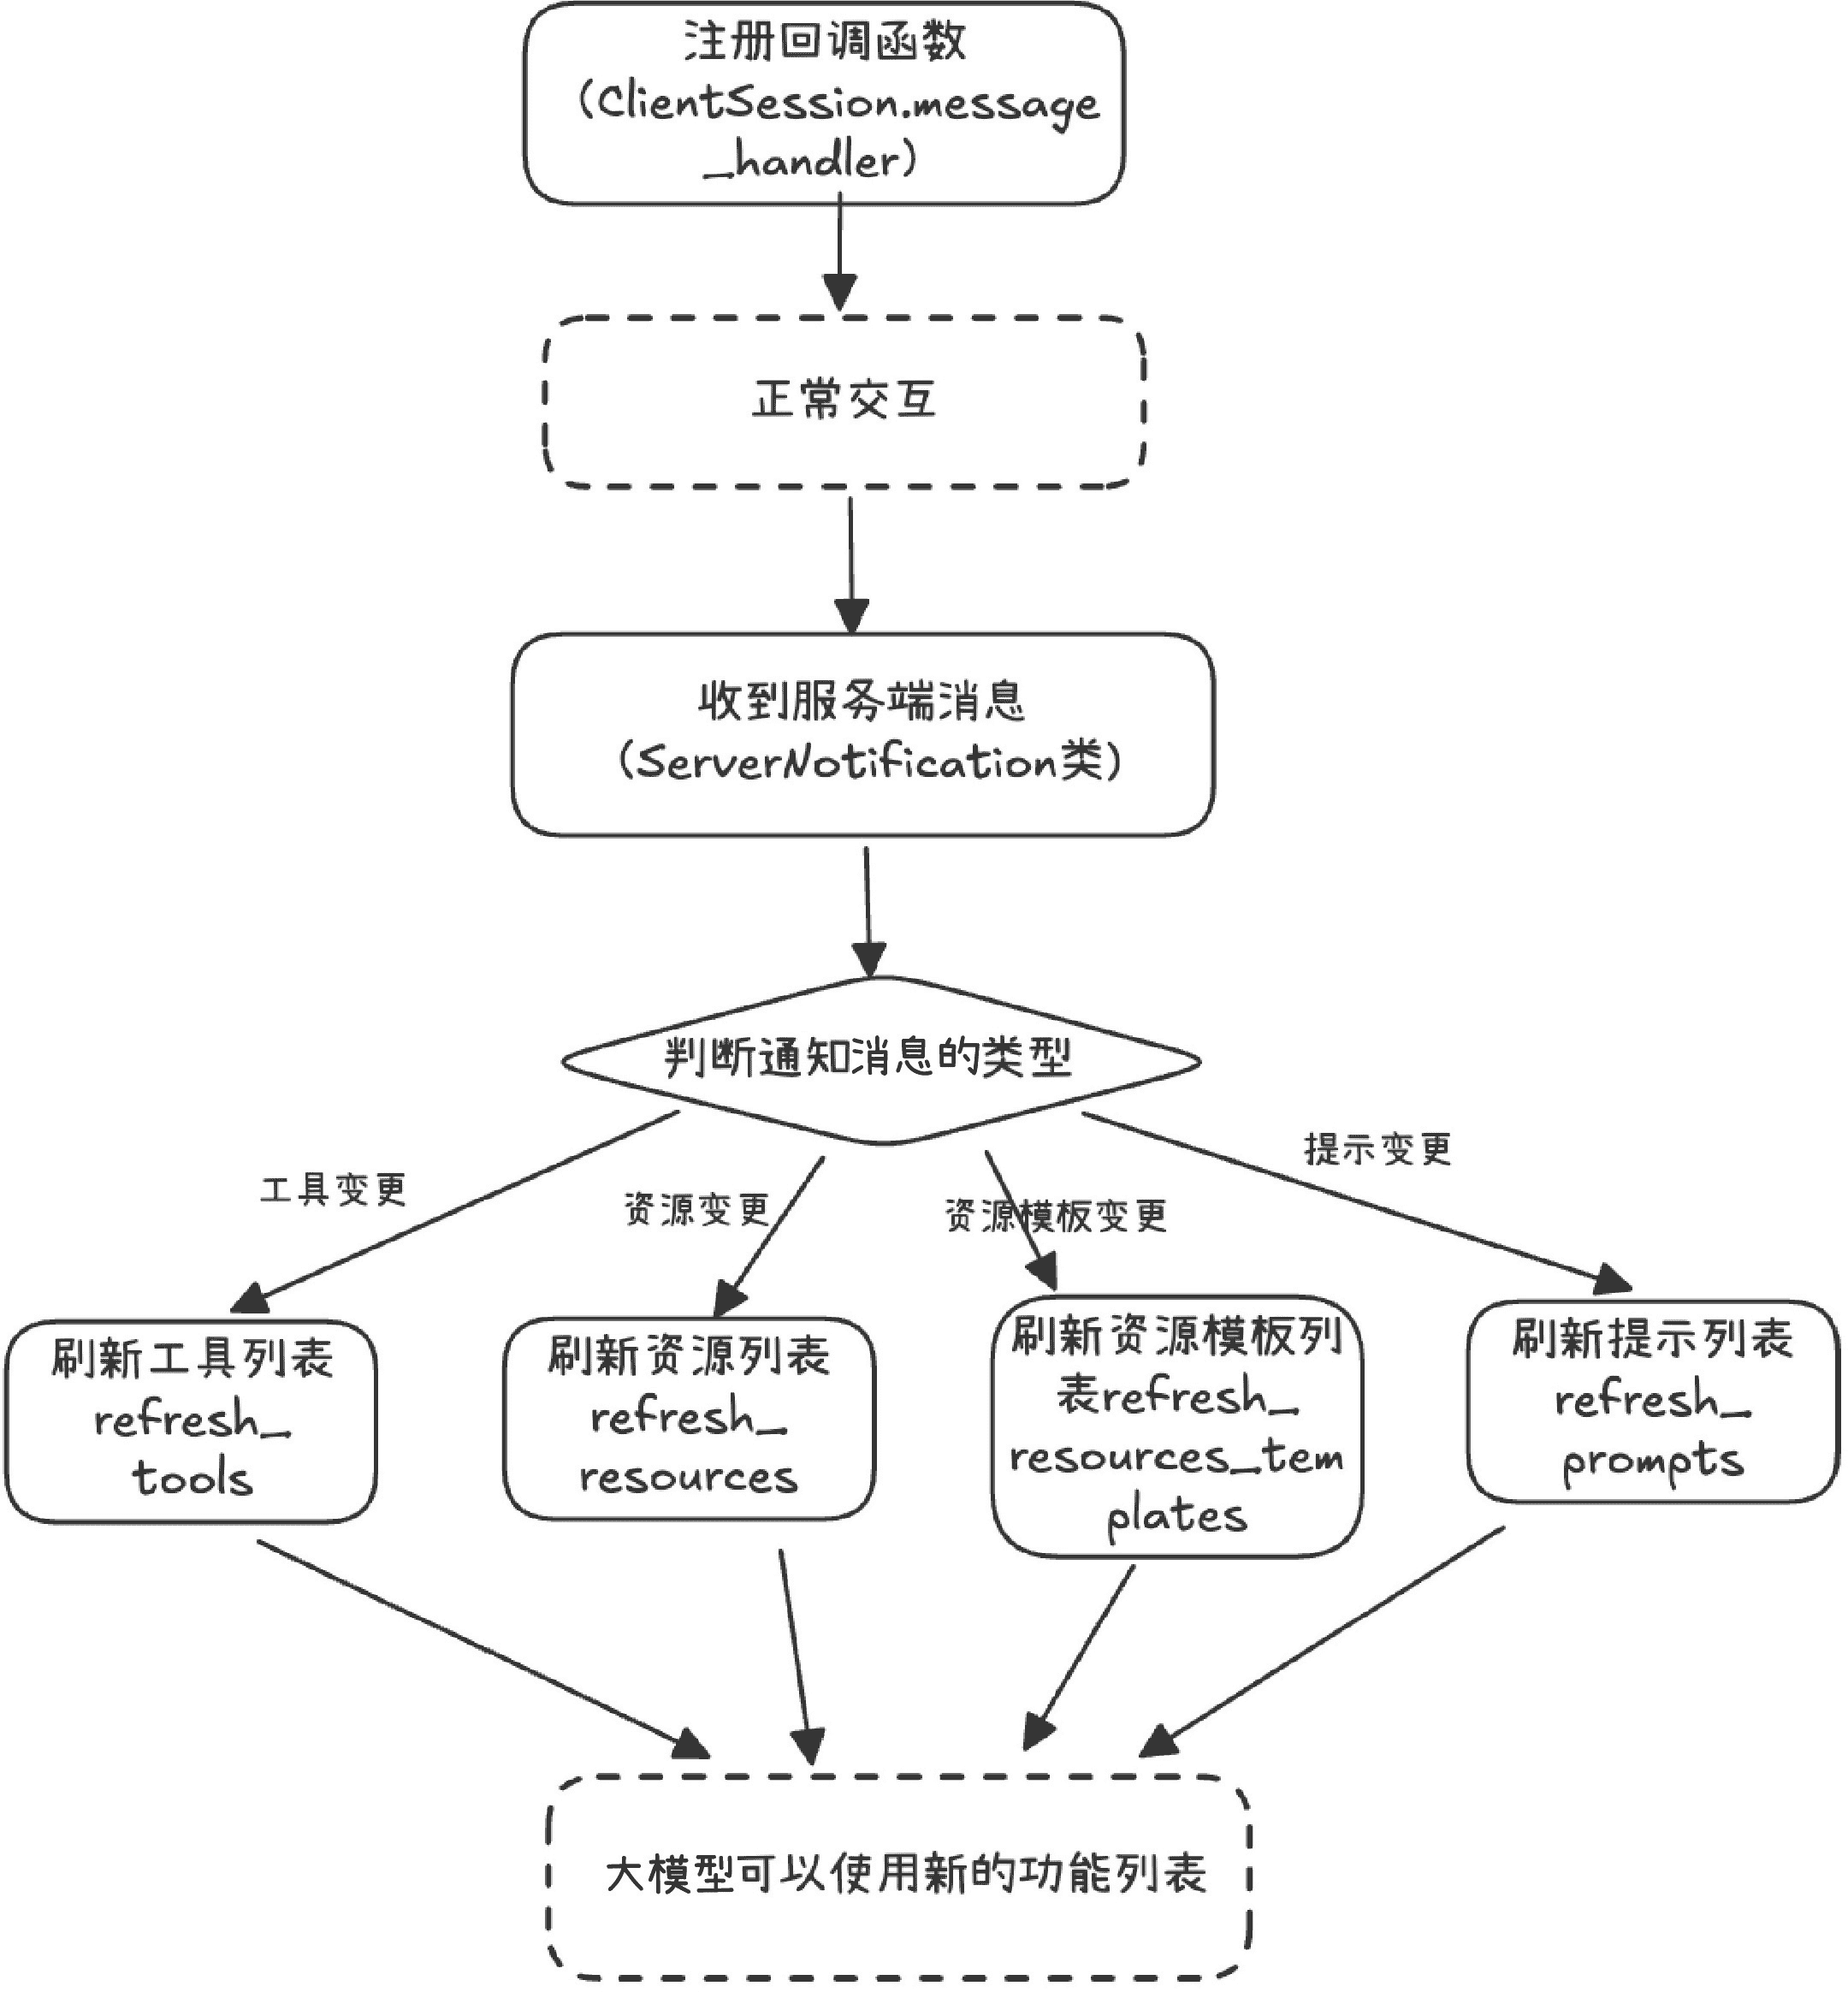 注册回调函数
（ClientSession.message
_handler）
正常交互
收到服务端消息
（ServerNotification类）
判断通知消息的类型
工具变更
资源变更
资源模板变更
提示变更
刷新工具列表
refresh_
tools
刷新资源列表
refresh_
resources
刷新资源模板列
表refresh_
resources_tem
plates
刷新提示列表
refresh_
prompts
大模型可以使用新的功能列表